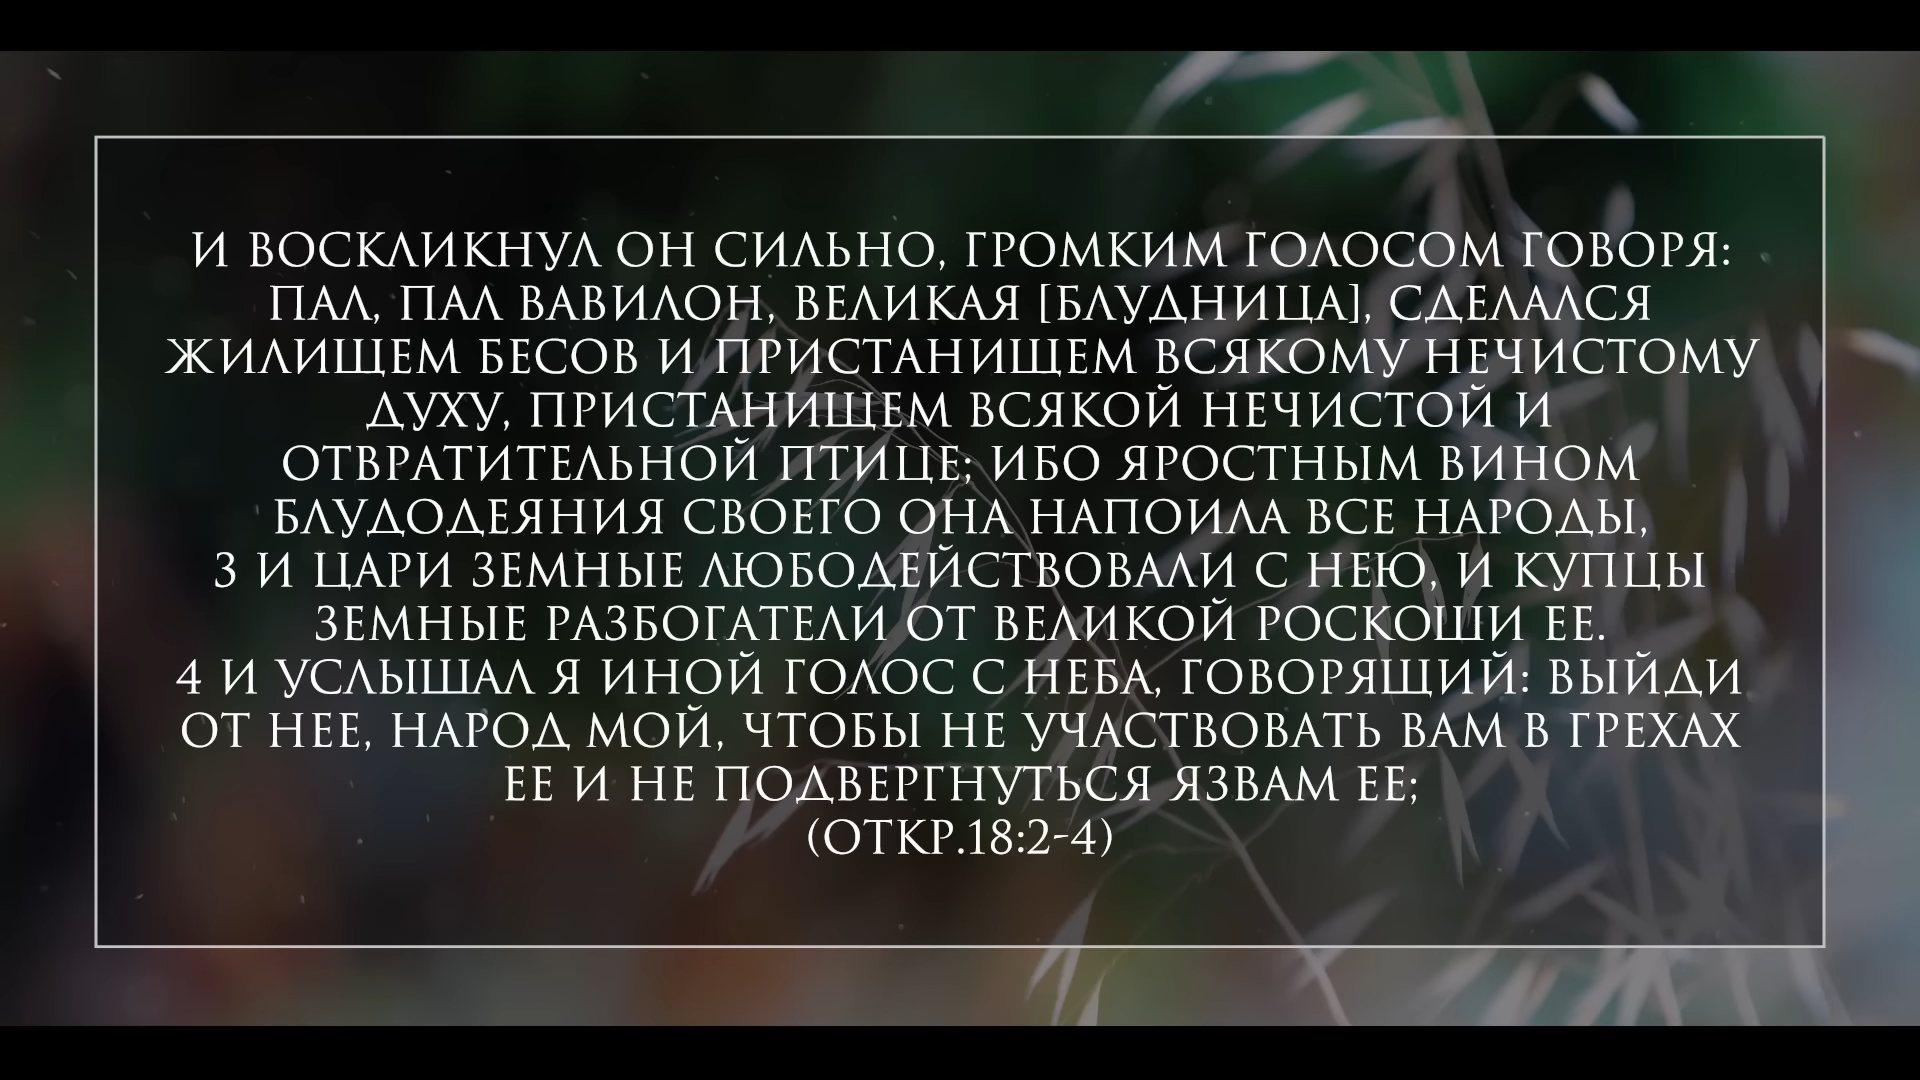 И ВОСКЛИКНУЛ ОН СИЛЬНО, ГРОМКИМ ГОЛОСОМ ГОВОРЯ:
ПАЛ, ПАЛ ВАВИЛОН, ВЕЛИКАЯ [БЛУДНИЦА], СДЕЛАЛСЯ
ЖИЛИЩЕМ БЕСОВ И ПРИСТАНИЩЕМ ВСЯКОМУ НЕЧИСТОМУ
ДУХУ, ПРИСТАНИЩЕМ ВСЯКОЙ НЕЧИСТОЙ И
ОТВРАТИТЕЛЬНОЙ ПТИЦЕ; ИБО ЯРОСТНЫМ ВИНОМ
БЛУДОДЕЯНИЯ СВОЕГО ОНА НАПОИЛА ВСЕ НАРОДЫ,
3 И ЦАРИ ЗЕМНЫЕ ЛЮБОДЕЙСТВОВАЛИ С НЕЮ, И КУПЦЫ
ЗЕМНЫЕ РАЗБОГАТЕЛИ ОТ ВЕЛИКОЙ РОСКОШИ ЕЕ.
4 И УСЛЫШАЛ Я ИНОЙ ГОЛОС С НЕБА, ГОВОРЯЩИЙ: ВЫЙДИ
ОТ НЕЕ, НАРОД МОЙ, ЧТОБЫ НЕ УЧАСТВОВАТЬ ВАМ В ГРЕХАХ
ЕЕ И НЕ ПОДВЕРГНУТЬСЯ ЯЗВАМ ЕЕ;
(ОТКР.18:2-4)